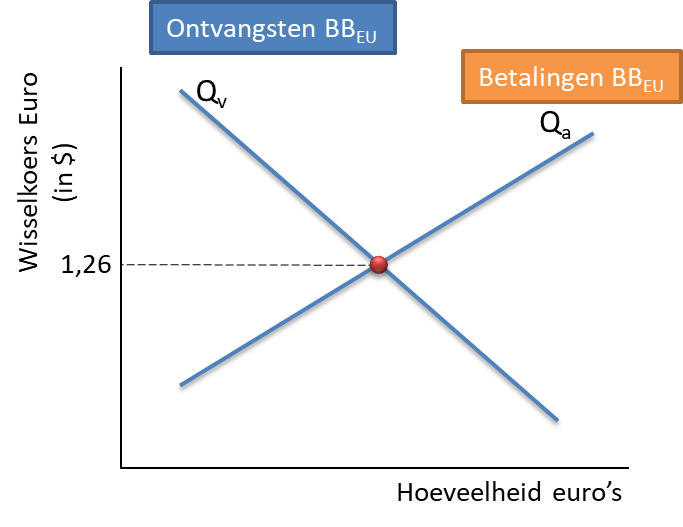 Ontvangsten BB_EU
Betalingen BB_EU
Q_v
Q_a
Wisselkoers Euro
(in $)
1,26
Hoeveelheid euro’s